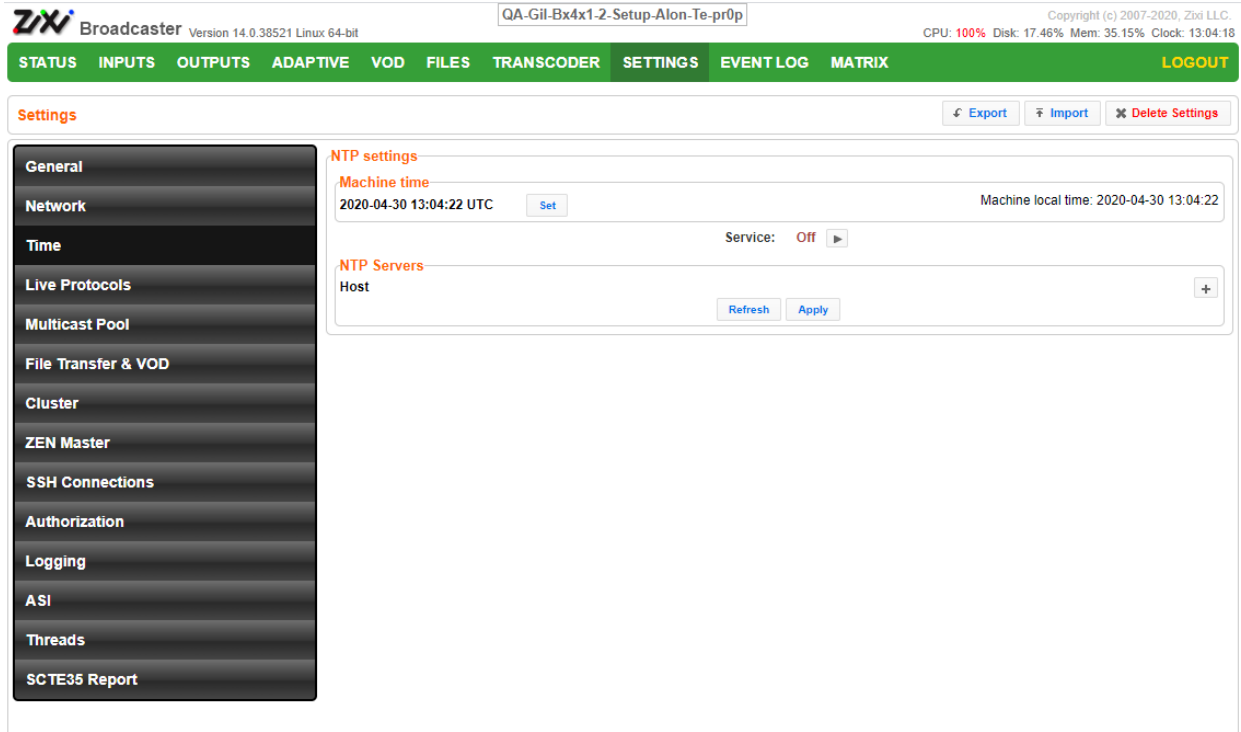 ZiXi Broadcaster Version 14.0.38521 Linux 64-bit
QA-Gil-Bx4x1-2-Setup-Alon-Te-pr0p
Copyright (c) 2007-2020, Zixi LLC.
CPU: 100% Disk: 17.46% Mem: 35.15% Clock: 13:04:18
STATUS INPUTS OUTPUTS ADAPTIVE VOD FILES TRANSCODER SETTINGS EVENT LOG MATRIX LOGOUT
Settings
Export Import Delete Settings
General
Network
Time
Live Protocols
Multicast Pool
File Transfer & VOD
Cluster
ZEN Master
SSH Connections
Authorization
Logging
ASI
Threads
SCTE35 Report
NTP settings
Machine time
2020-04-30 13:04:22 UTC Set Machine local time: 2020-04-30 13:04:22
Service: Off
NTP Servers
Host +
Refresh Apply